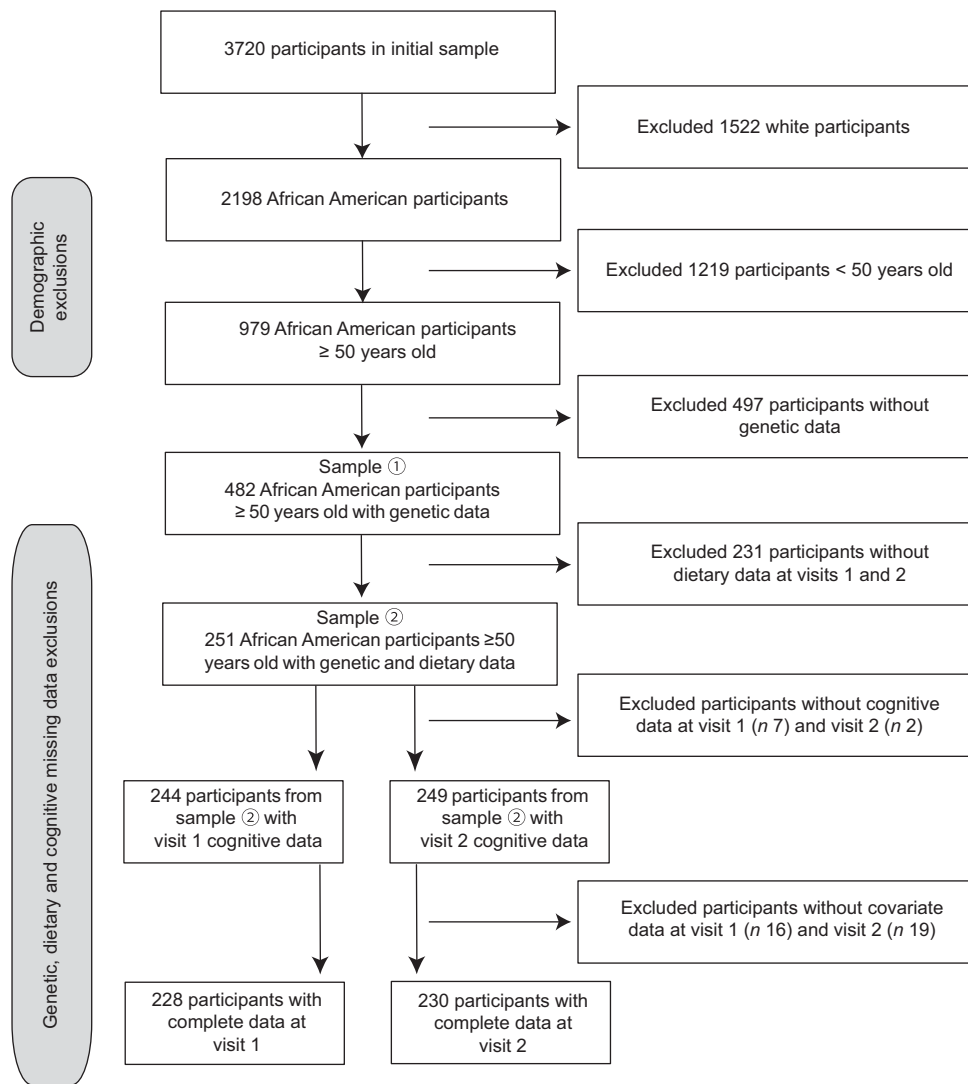 3720 participants in initial sample
Excluded 1522 white participants
2198 African American participants
Demographic
exclusions
Excluded 1219 participants < 50 years old
979 African American participants
≥ 50 years old
Excluded 497 participants without
genetic data
Sample ①
482 African American participants
≥ 50 years old with genetic data
Genetic, dietary and cognitive missing data exclusions
Excluded 231 participants without
dietary data at visits 1 and 2
Sample ②
251 African American participants ≥50
years old with genetic and dietary data
Excluded participants without cognitive
data at visit 1 (n 7) and visit 2 (n 2)
244 participants from
sample ② with
visit 1 cognitive data
249 participants from
sample ② with
visit 2 cognitive data
Excluded participants without covariate
data at visit 1 (n 16) and visit 2 (n 19)
228 participants with
complete data at
visit 1
230 participants with
complete data at
visit 2